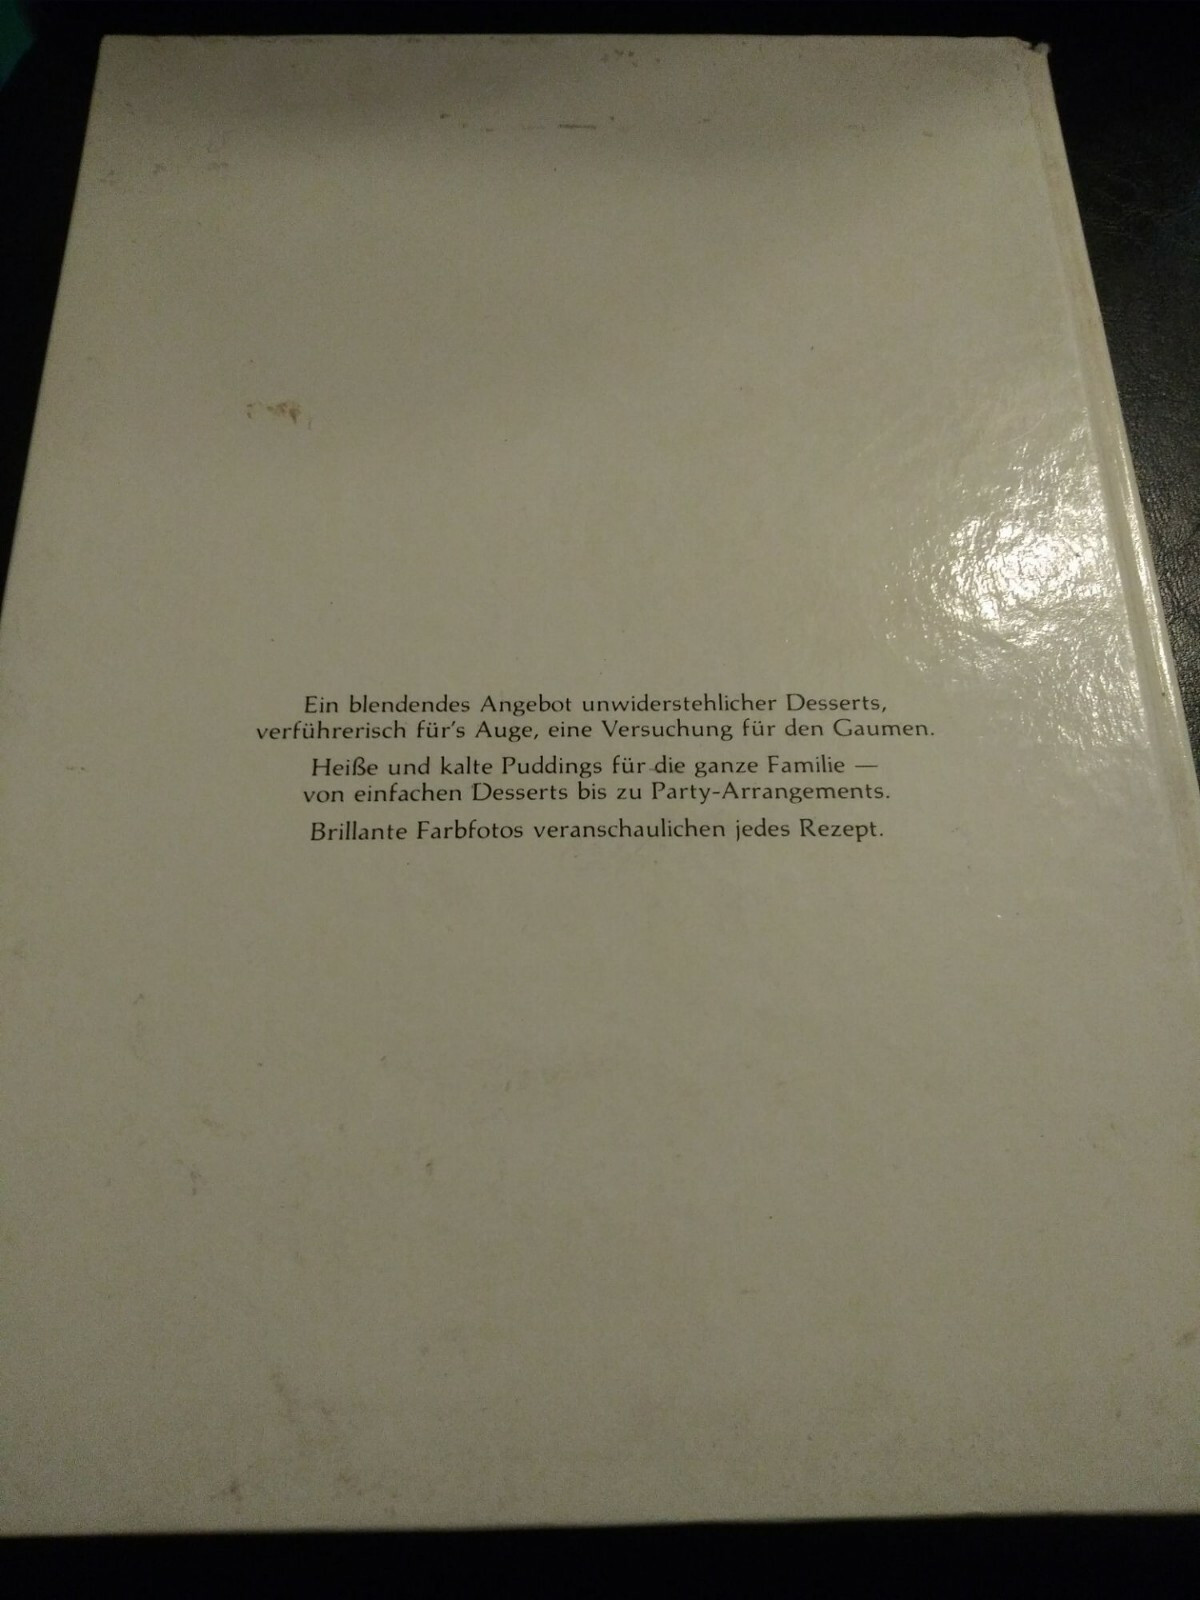 Ein blendendes Angebot unwiderstehlicher Desserts,
verführerisch für's Auge, eine Versuchung für den Gaumen.
Heiße und kalte Puddings für die ganze Familie —
von einfachen Desserts bis zu Party-Arrangements.
Brillante Farbfotos veranschaulichen jedes Rezept.